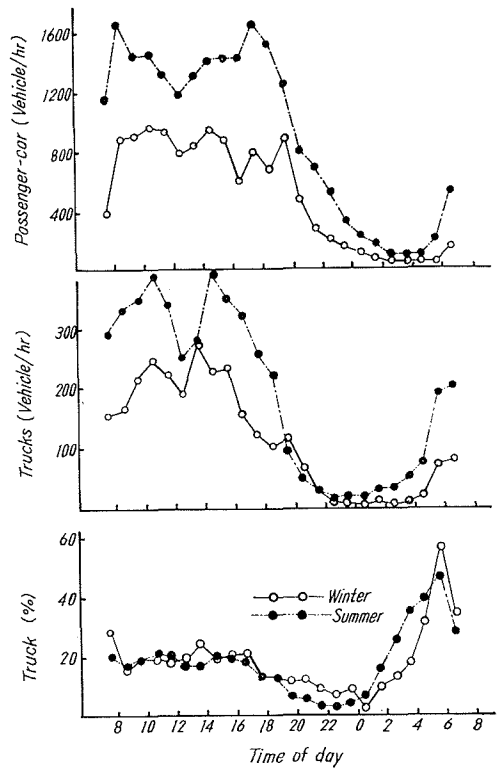 Passenger-car (Vehicle/hr)
1600
1200
800
400
Trucks (Vehicle/hr)
300
200
100
Truck (%)
60
40
20
Winter
Summer
8 10 12 14 16 18 20 22 0 2 4 6 8
Time of day